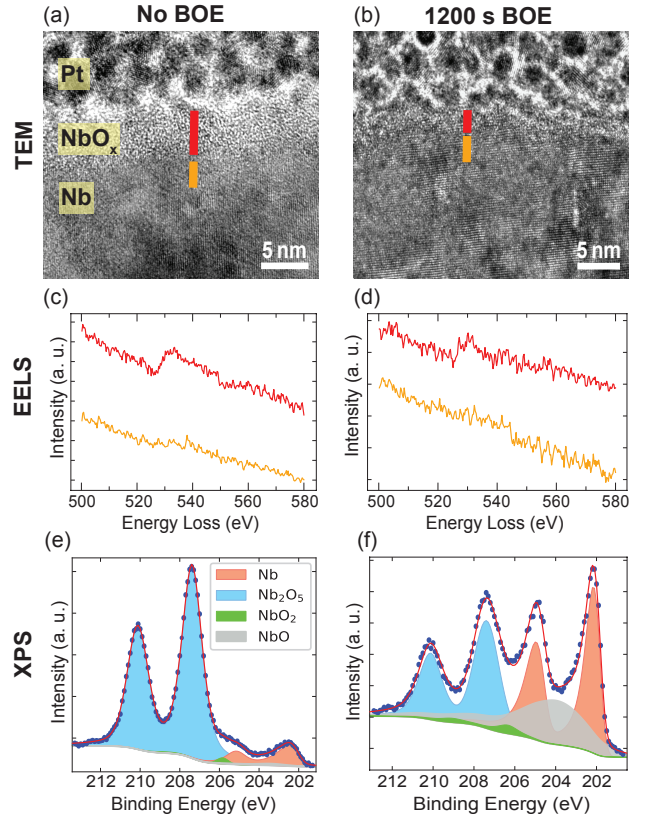 (a) No BOE
(b) 1200 s BOE
TEM
Pt
NbOₓ
Nb
5 nm
5 nm
(c)
(d)
EELS
Intensity (a. u.)
500 520 540 560 580
Energy Loss (eV)
Intensity (a. u.)
500 520 540 560 580
Energy Loss (eV)
(e)
(f)
XPS
Intensity (a. u.)
Nb
Nb₂O₅
NbO₂
NbO
212 210 208 206 204 202
Binding Energy (eV)
Intensity (a. u.)
212 210 208 206 204 202
Binding Energy (eV)